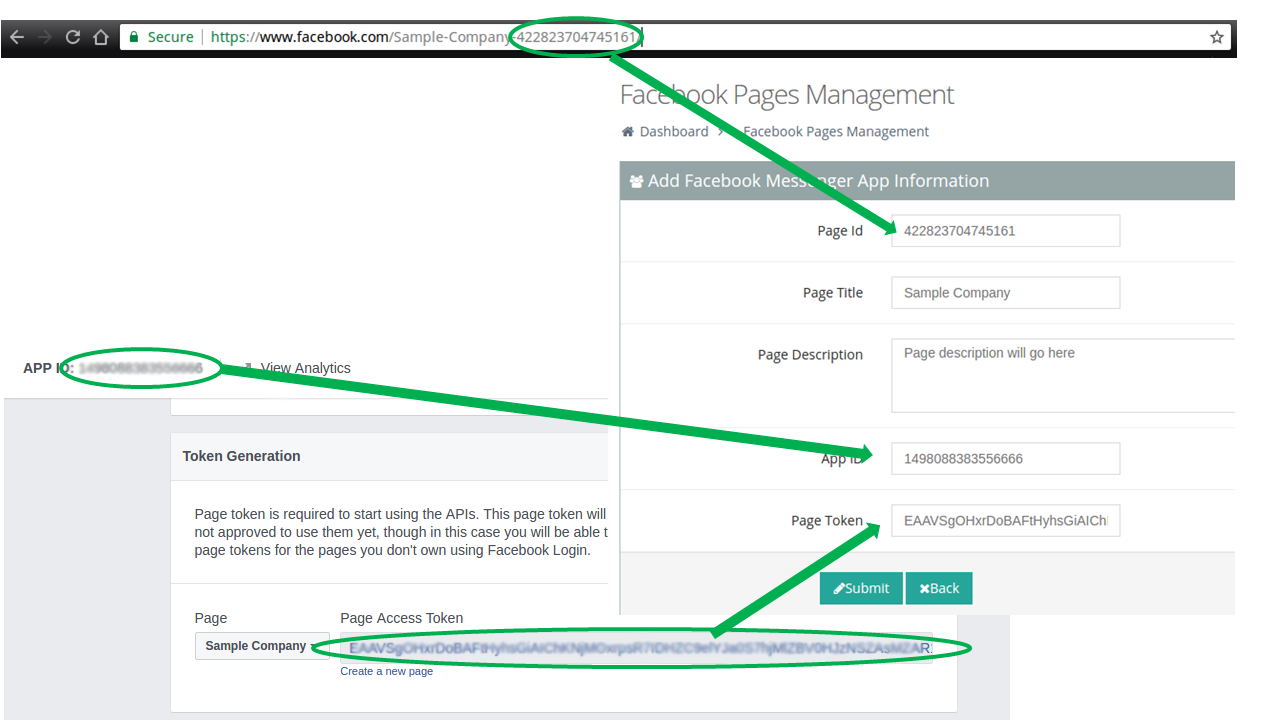 Secure | https://www.facebook.com/Sample-Company-422823704745161/
Facebook Pages Management
Dashboard > Facebook Pages Management
Add Facebook Messenger App Information
Page Id 422823704745161
Page Title Sample Company
Page Description Page description will go here
APP ID: View Analytics
App ID 1498088383556666
Token Generation
Page token is required to start using the APIs. This page token will
not approved to use them yet, though in this case you will be able t
page tokens for the pages you don't own using Facebook Login.
Page Token EAAVSgOHxrDoBAFtHyhsGiAICh
Submit Back
Page Page Access Token
Sample Company
Create a new page